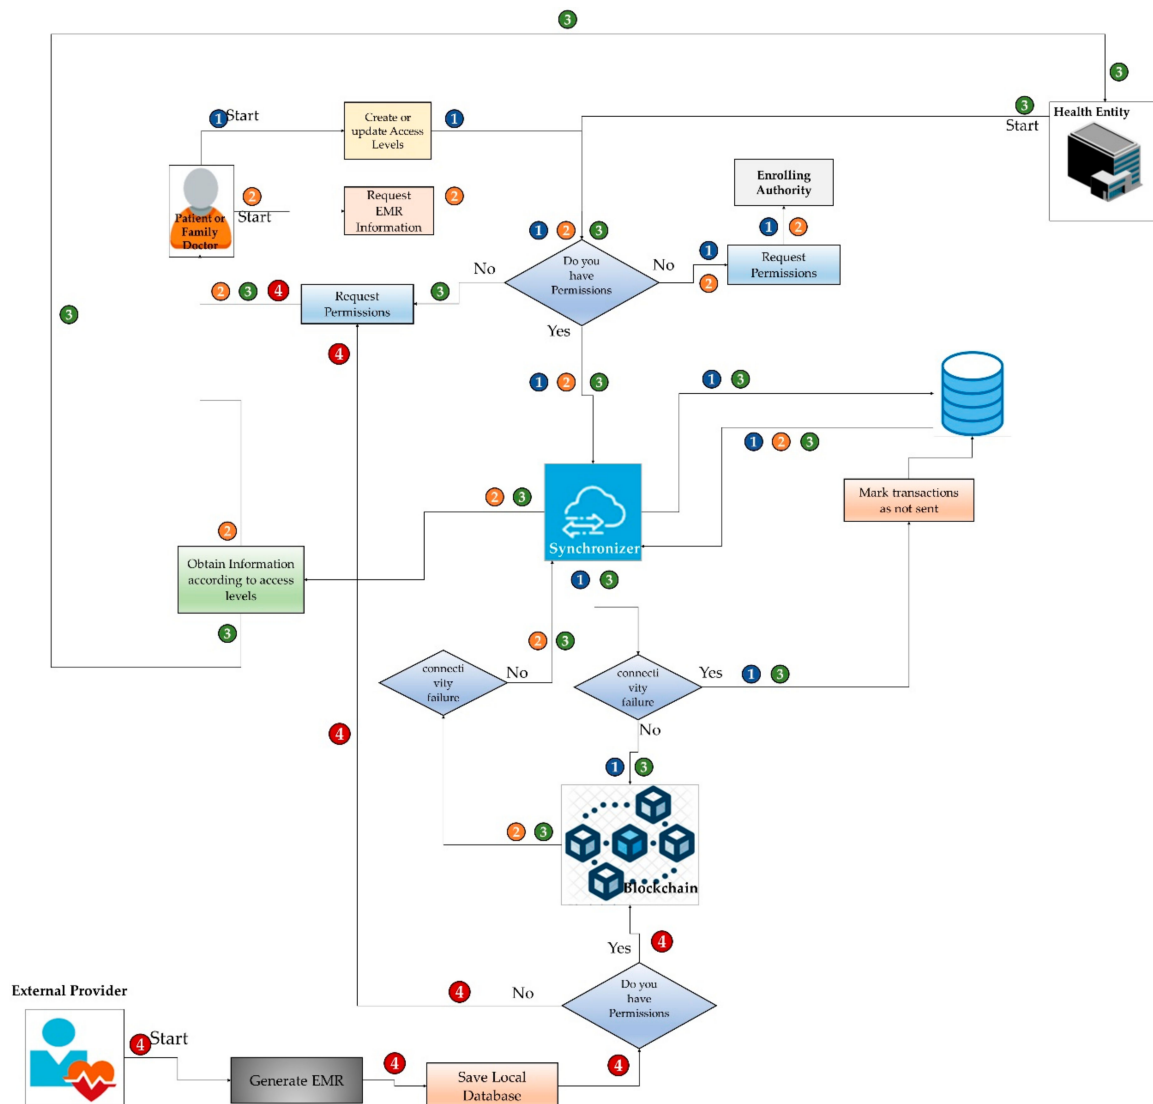 3
3
3
Start
Health Entity
1
Start
Create or
update Access
Levels
1
Enrolling
Authority
2
Start
Patient or
Family
Doctor
Request
EMR
Information
2
1 2 3
1 2
Do you
have
Permissions
No
No
1
2
Request
Permissions
2 3 4
Request
Permissions
3
3
Yes
4
1 2 3
1 3
1 2 3
2 3
Mark transactions
as not sent
Synchronizer
2
Obtain Information
according to access
levels
1 3
3
2 3
connecti
vity
failure
No
connecti
vity
failure
Yes
1 3
4
No
1 3
2 3
Blockchain
Yes
4
External Provider
4
No
Do you
have
Permissions
4
Start
Generate EMR
4
Save Local
Database
4